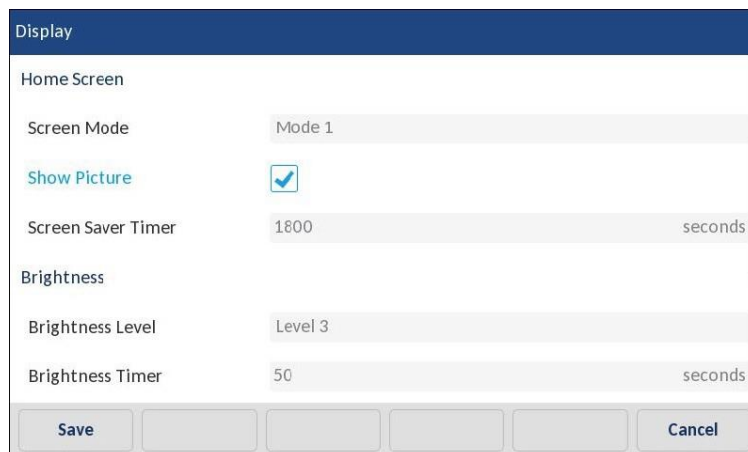 Display
Home Screen
Screen Mode Mode 1
Show Picture
Screen Saver Timer 1800 seconds
Brightness
Brightness Level Level 3
Brightness Timer 50 seconds
Save Cancel